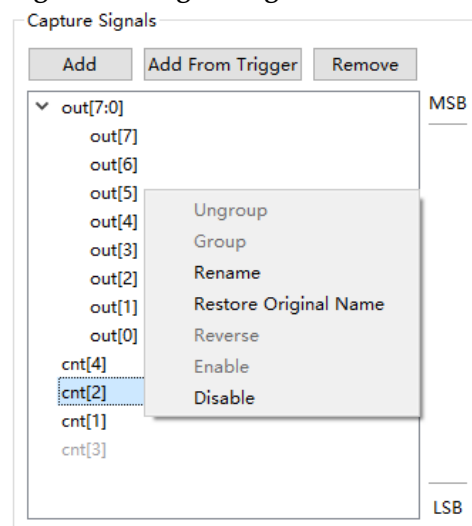 Capture Signals
Add
Add From Trigger
Remove
MSB
out[7:0]
out[7]
out[6]
out[5]
out[4]
out[3]
out[2]
out[1]
out[0]
cnt[4]
cnt[2]
cnt[1]
cnt[3]
Ungroup
Group
Rename
Restore Original Name
Reverse
Enable
Disable
LSB